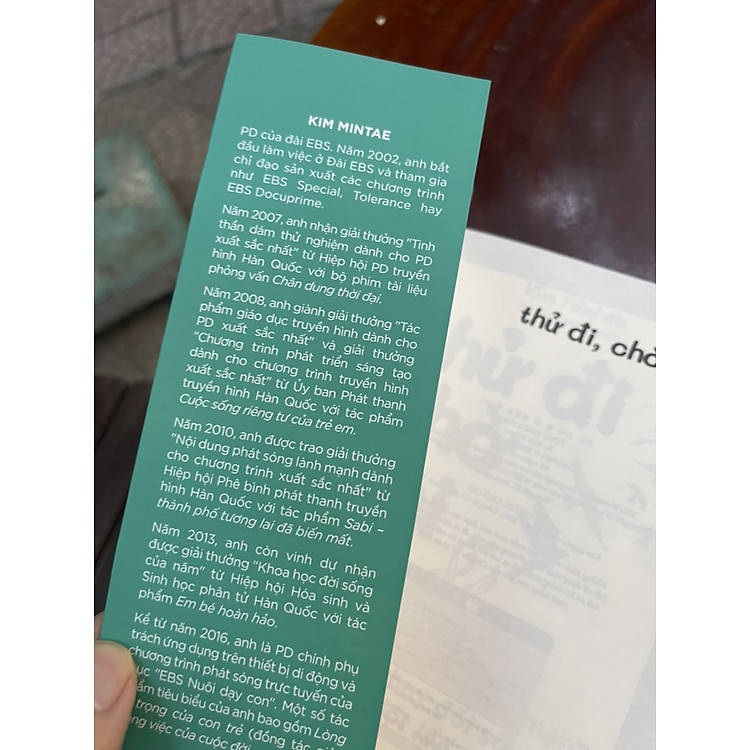 KIM MINTAE
PD của đài EBS. Năm 2002, anh bắt
đầu làm việc ở Đài EBS và tham gia
chỉ đạo sản xuất các chương trình
như EBS Special, Tolerance hay
EBS Docuprime.
Năm 2007, anh nhận giải thưởng "Tinh
thần dám thử nghiệm dành cho PD
xuất sắc nhất" từ Hiệp hội PD truyền
hình Hàn Quốc với bộ phim tài liệu
phỏng vấn Chân dung thời đại.
Năm 2008, anh giành giải thưởng "Tác
phẩm giáo dục truyền hình dành cho
PD xuất sắc nhất" và giải thưởng
"Chương trình phát triển sáng tạo
dành cho chương trình truyền hình
xuất sắc nhất" từ Ủy ban Phát thanh
truyền hình Hàn Quốc với tác phẩm
Cuộc sống riêng tư của trẻ em.
Năm 2010, anh được trao giải thưởng
"Nội dung phát sóng lành mạnh dành
cho chương trình xuất sắc nhất" từ
Hiệp hội Phê bình phát thanh truyền
hình Hàn Quốc với tác phẩm Sabi –
thành phố tương lai đã biến mất.
Năm 2013, anh còn vinh dự nhận
được giải thưởng "Khoa học đời sống
của năm" từ Hiệp hội Hóa sinh và
Sinh học phân tử Hàn Quốc với tác
phẩm Em bé hoàn hảo.
Kể từ năm 2016, anh là PD chính phụ
trách ứng dụng trên thiết bị di động và
chương trình phát sóng trực tuyến của
"EBS Nuôi dạy con". Một số tác
tiêu biểu của anh bao gồm Lòng
trọng của con trẻ (đồng tác
việc của cuộc đời
thử đi, chờ